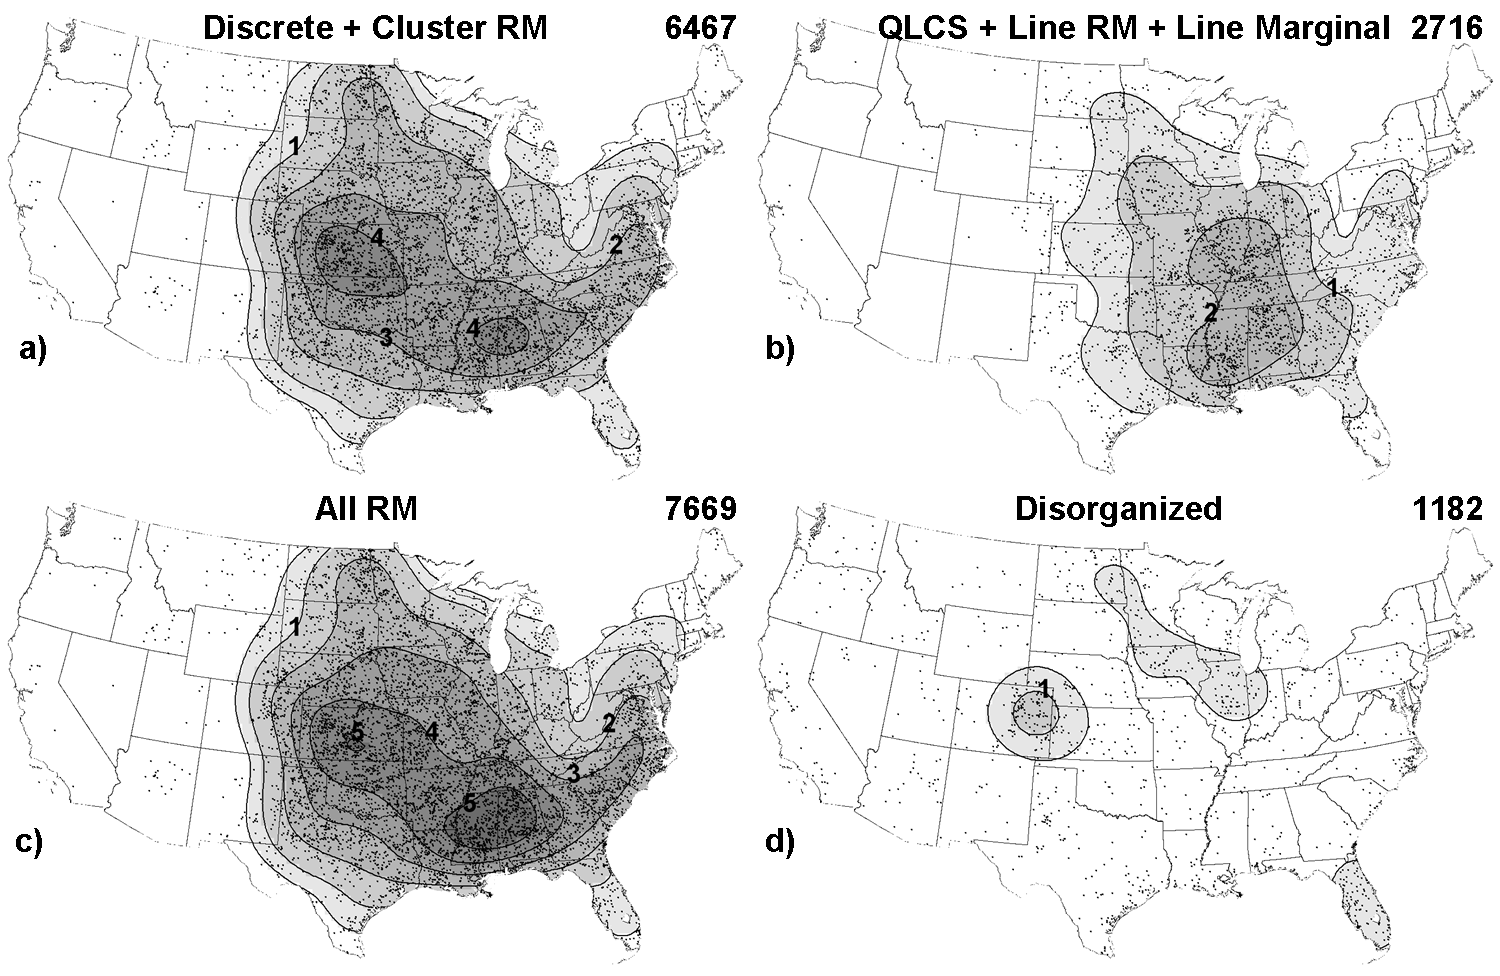 Discrete + Cluster RM 6467
1
4
2
4
3
a)
QLCS + Line RM + Line Marginal 2716
1
2
b)
All RM 7669
1
2
5
4
3
5
c)
Disorganized 1182
1
d)